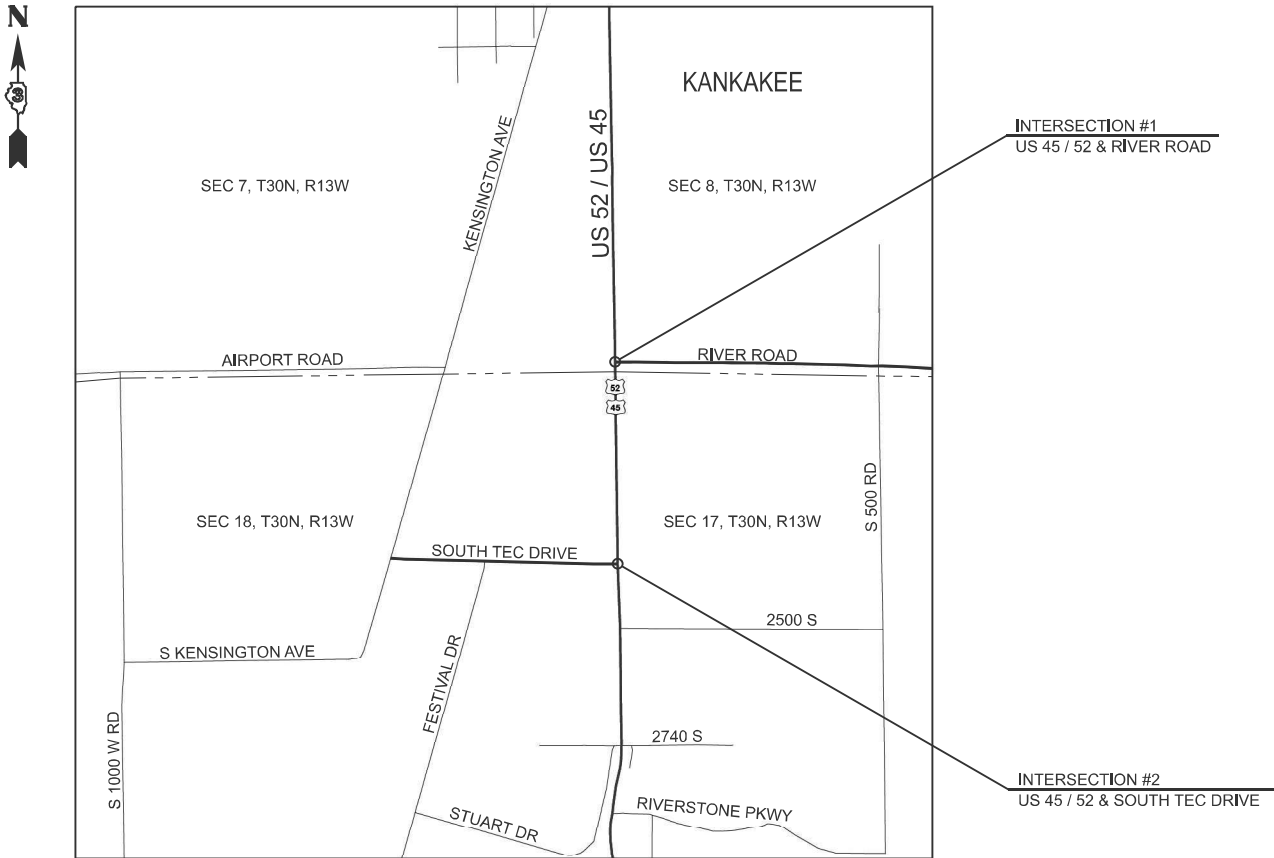 N
3
KANKAKEE
US 52 / US 45
KENSINGTON AVE
INTERSECTION #1
US 45 / 52 & RIVER ROAD
SEC 7, T30N, R13W
SEC 8, T30N, R13W
AIRPORT ROAD
RIVER ROAD
52
45
S 500 RD
SEC 18, T30N, R13W
SEC 17, T30N, R13W
SOUTH TEC DRIVE
2500 S
S KENSINGTON AVE
FESTIVAL DR
S 1000 W RD
2740 S
INTERSECTION #2
US 45 / 52 & SOUTH TEC DRIVE
STUART DR
RIVERSTONE PKWY